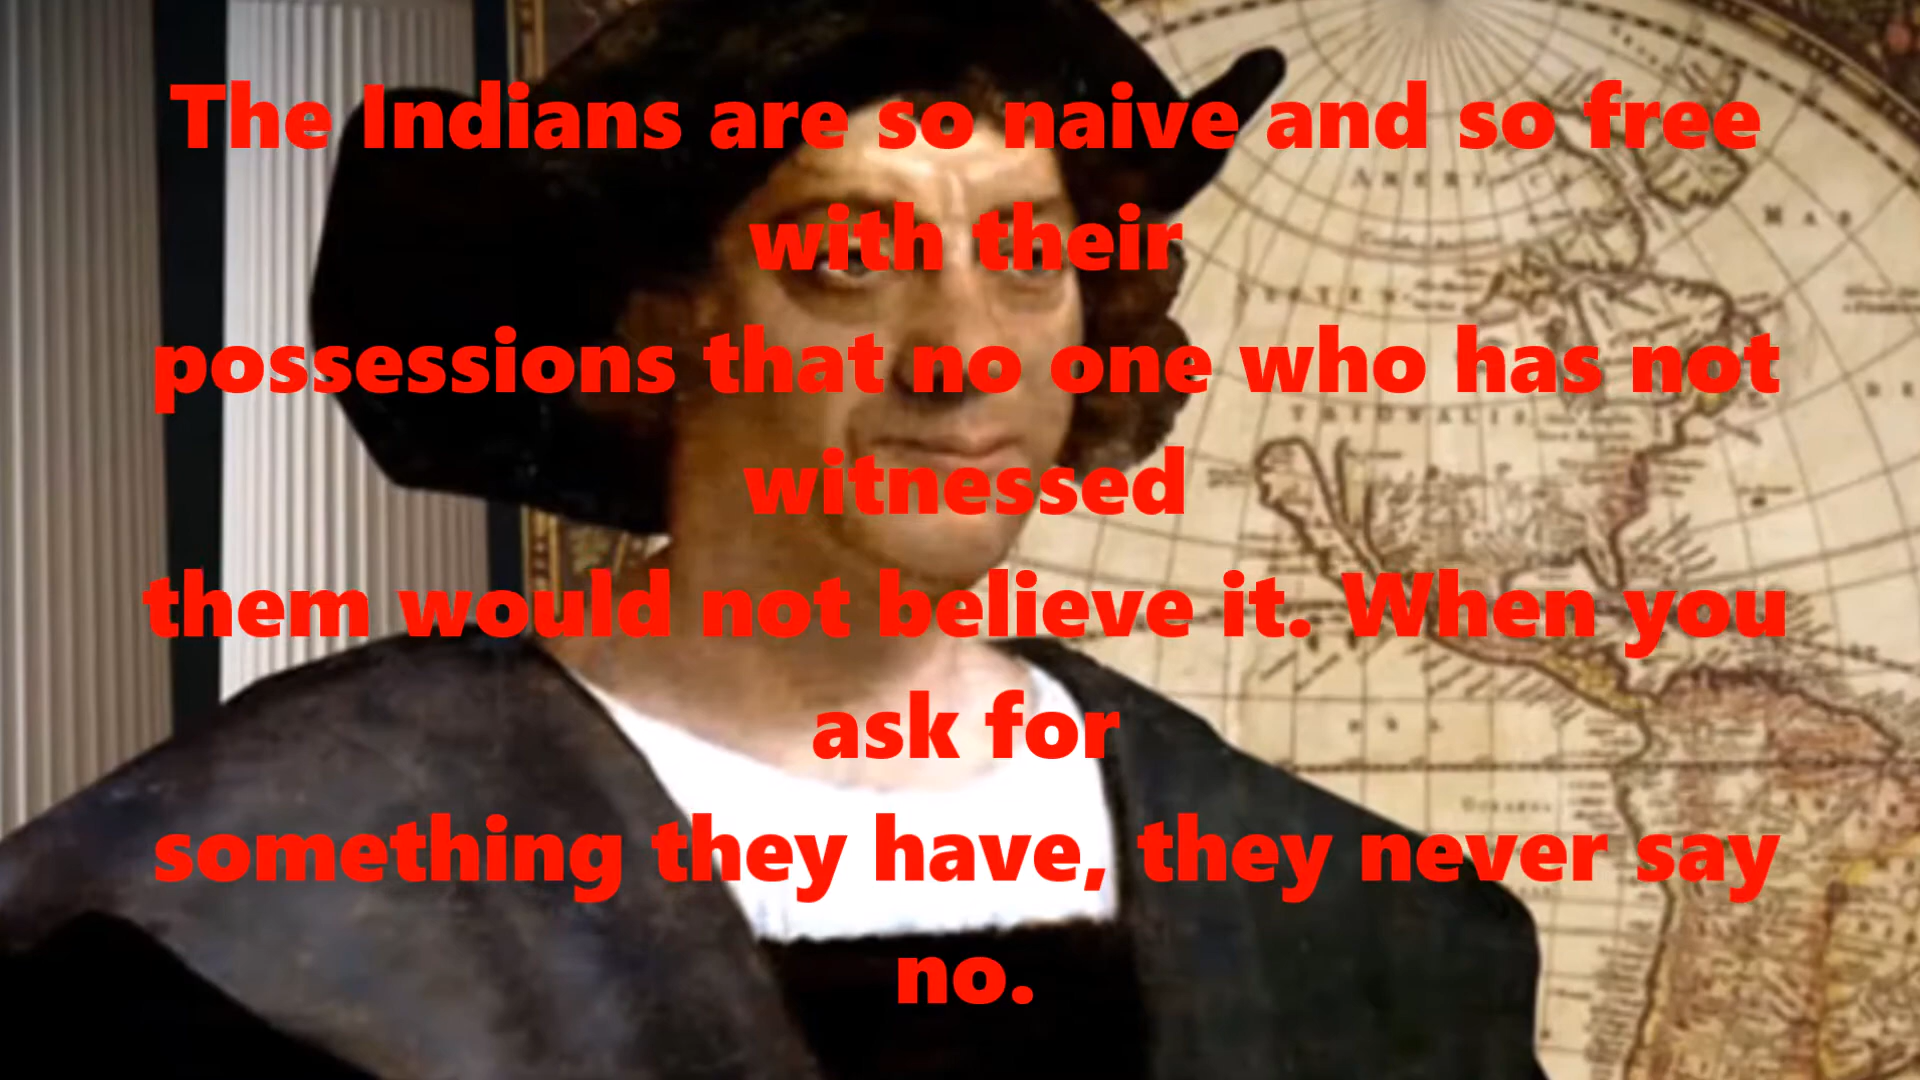 The Indians are so naive and so free
with their
possessions that no one who has not
witnessed
them would not believe it. When you
ask for
something they have, they never say
no.
AMERICA